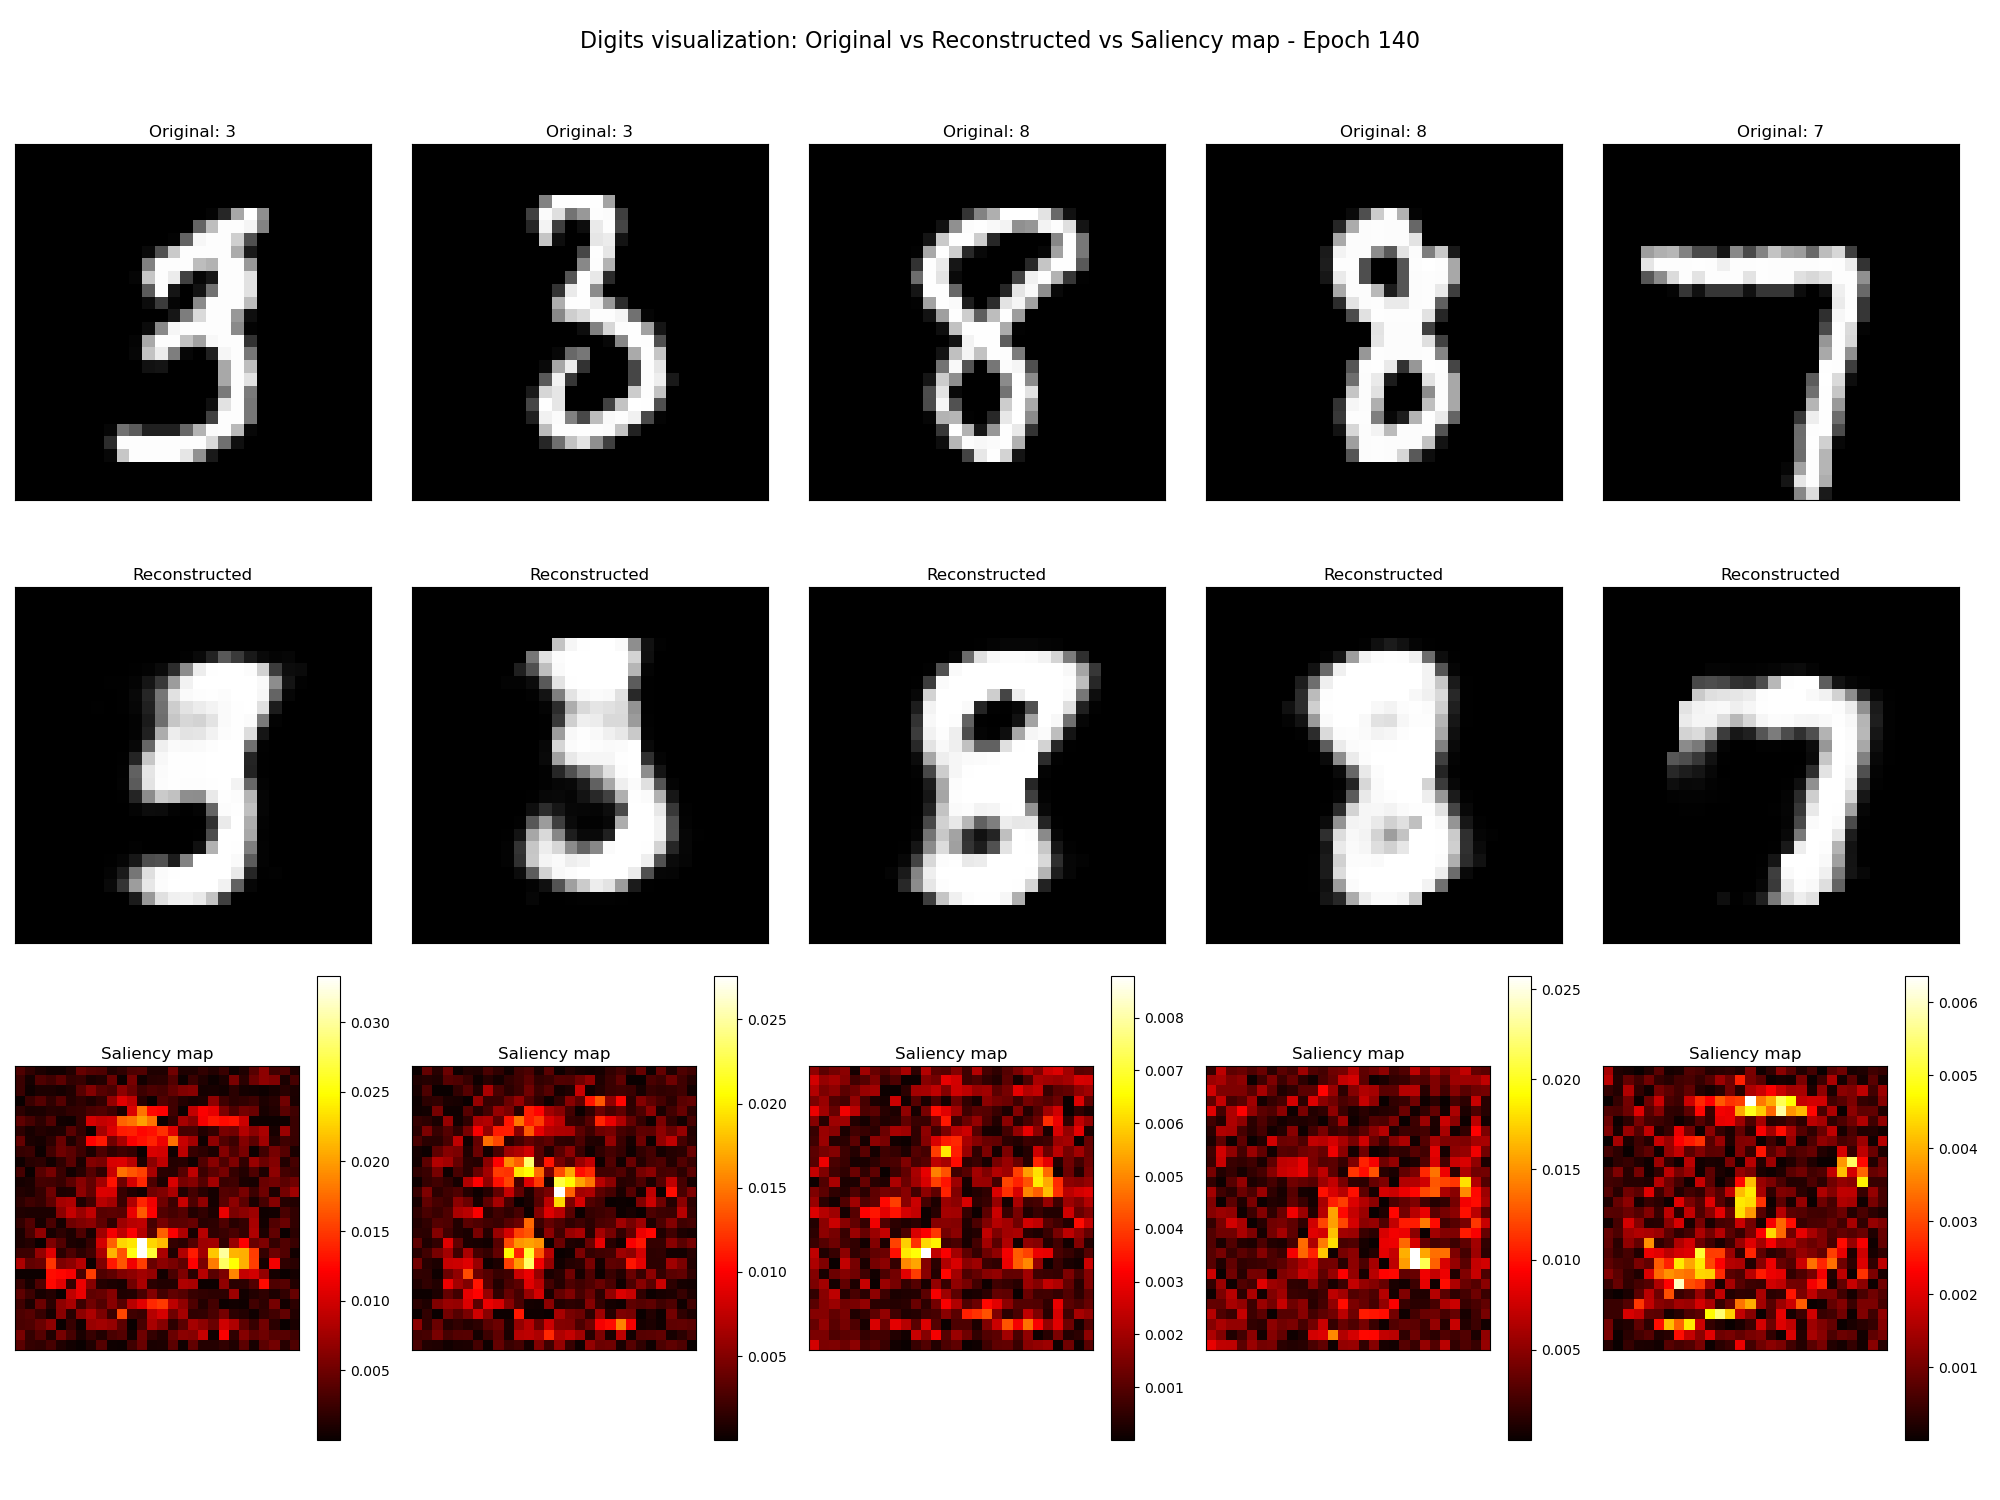 Digits visualization: Original vs Reconstructed vs Saliency map - Epoch 140
Original: 3
Original: 3
Original: 8
Original: 8
Original: 7
3
3
8
8
7
Reconstructed
Reconstructed
Reconstructed
Reconstructed
Reconstructed
Saliency map
0.030
0.025
0.020
0.015
0.010
0.005
Saliency map
0.025
0.020
0.015
0.010
0.005
Saliency map
0.008
0.007
0.006
0.005
0.004
0.003
0.002
0.001
Saliency map
0.025
0.020
0.015
0.010
0.005
Saliency map
0.006
0.005
0.004
0.003
0.002
0.001